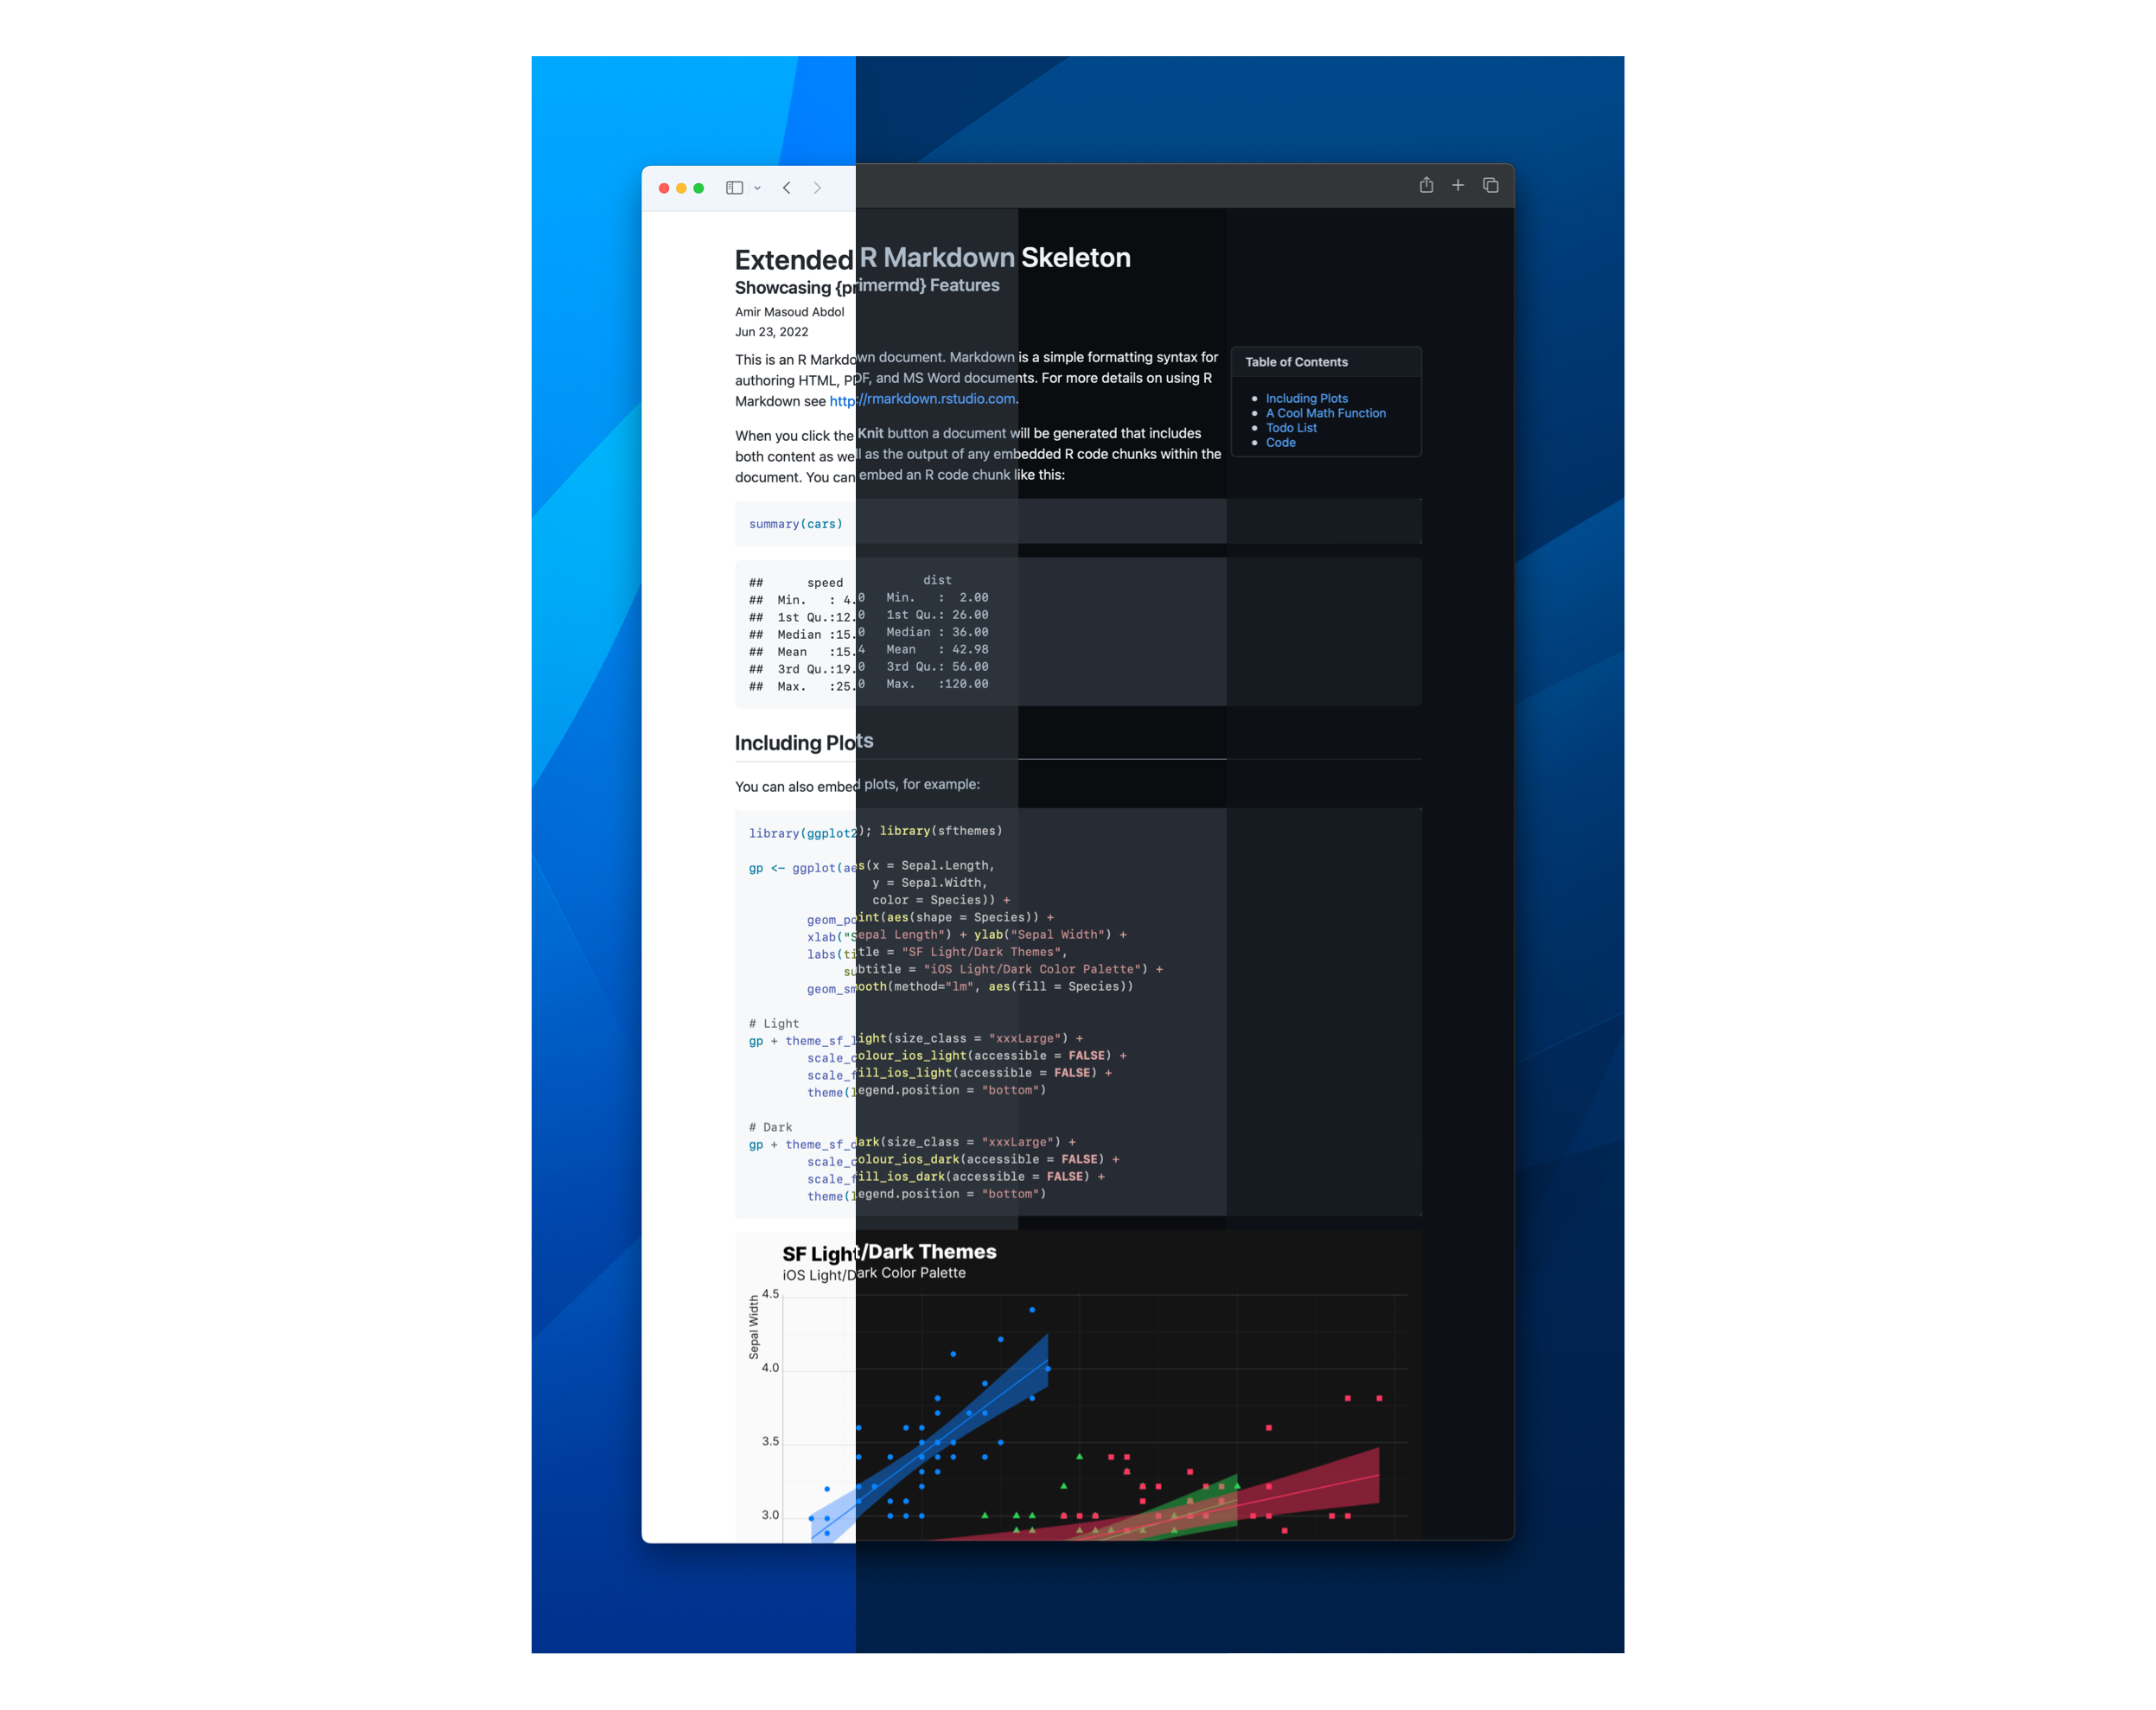 Extended R Markdown Skeleton
Showcasing {primermd} Features
Amir Masoud Abdol
Jun 23, 2022
This is an R Markdown document. Markdown is a simple formatting syntax for
authoring HTML, PDF, and MS Word documents. For more details on using R
Markdown see http://rmarkdown.rstudio.com.
Table of Contents
Including Plots
A Cool Math Function
Todo List
Code
When you click the Knit button a document will be generated that includes
both content as well as the output of any embedded R code chunks within the
document. You can embed an R code chunk like this:
summary(cars)
##      speed           dist
##  Min.   : 4.0   Min.   :  2.00
##  1st Qu.:12.0   1st Qu.: 26.00
##  Median :15.0   Median : 36.00
##  Mean   :15.4   Mean   : 42.98
##  3rd Qu.:19.0   3rd Qu.: 56.00
##  Max.   :25.0   Max.   :120.00
Including Plots
You can also embed plots, for example:
library(ggplot2); library(sfthemes)
gp <- ggplot(aes(x = Sepal.Length,
y = Sepal.Width,
color = Species)) +
geom_point(aes(shape = Species)) +
xlab("Sepal Length") + ylab("Sepal Width") +
labs(title = "SF Light/Dark Themes",
subtitle = "iOS Light/Dark Color Palette") +
geom_smooth(method="lm", aes(fill = Species))
# Light
gp + theme_sf_light(size_class = "xxxLarge") +
scale_colour_ios_light(accessible = FALSE) +
scale_fill_ios_light(accessible = FALSE) +
theme(legend.position = "bottom")
# Dark
gp + theme_sf_dark(size_class = "xxxLarge") +
scale_colour_ios_dark(accessible = FALSE) +
scale_fill_ios_dark(accessible = FALSE) +
theme(legend.position = "bottom")
SF Light/Dark Themes
iOS Light/Dark Color Palette
Sepal Width
4.5
4.0
3.5
3.0